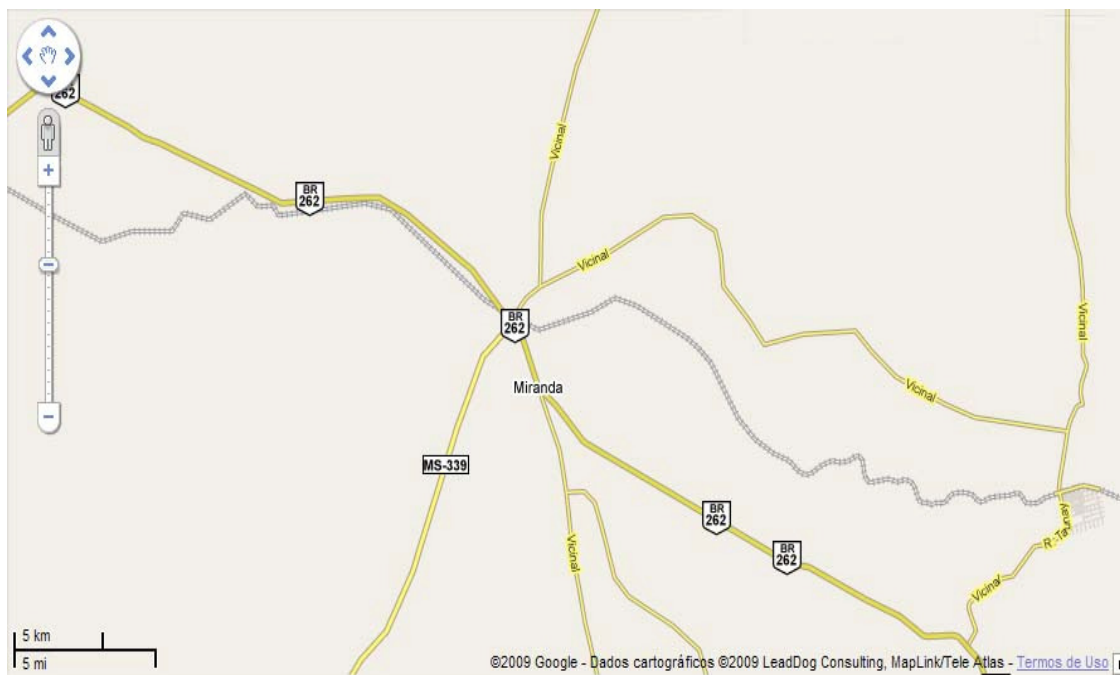 262
BR
262
Vicinal
Vicinal
Vicinal
BR
262
Miranda
Vicinal
MS-339
BR
262
BR
262
Vicinal
R. Taunay
Vicinal
5 km
5 mi
©2009 Google - Dados cartográficos ©2009 LeadDog Consulting, MapLink/Tele Atlas - Termos de Uso